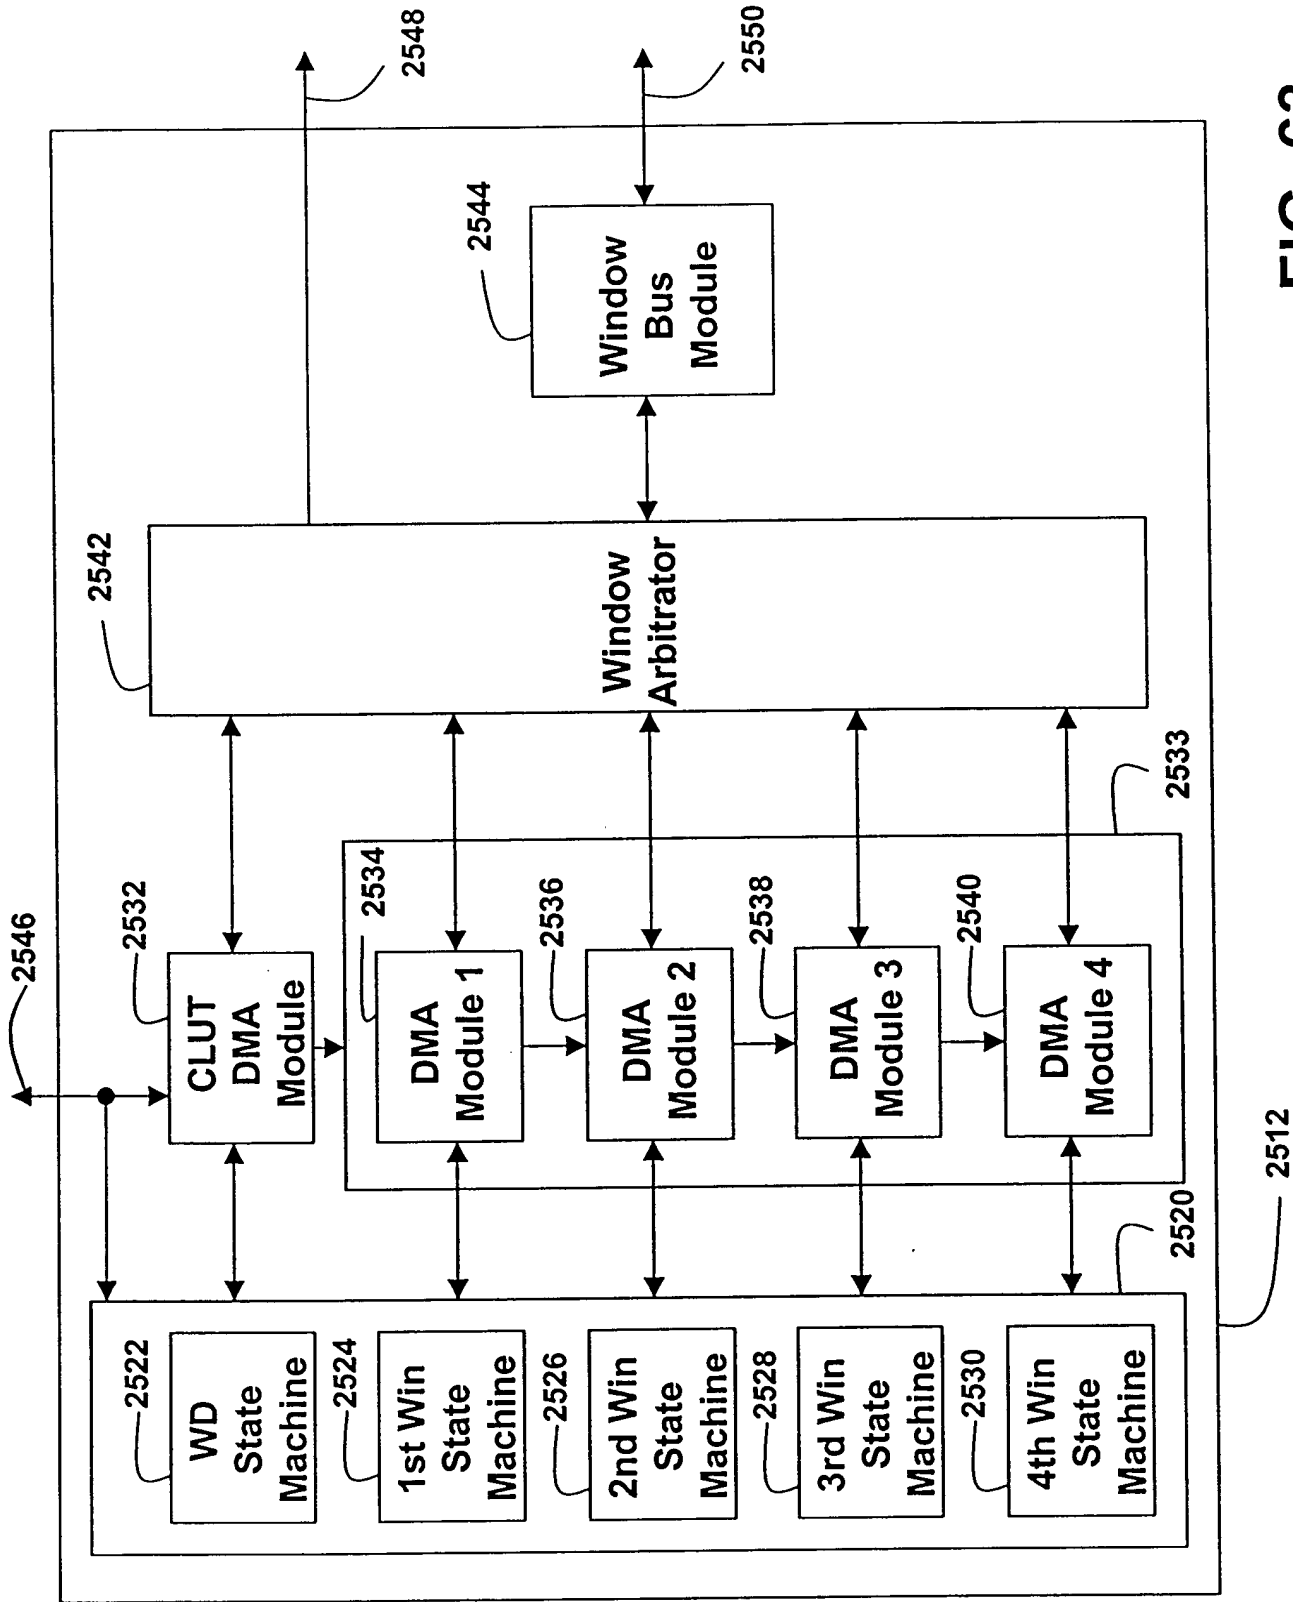 2546
2542
2532
2522
WD
State
Machine
CLUT
DMA
Module
2548
2524
2534
1st Win
State
Machine
DMA
Module 1
2544
2526
2536
2nd Win
State
Machine
DMA
Module 2
Window
Arbitrator
Window
Bus
Module
2550
2528
2538
3rd Win
State
Machine
DMA
Module 3
2530
2540
4th Win
State
Machine
DMA
Module 4
2520
2533
2512
FIG.